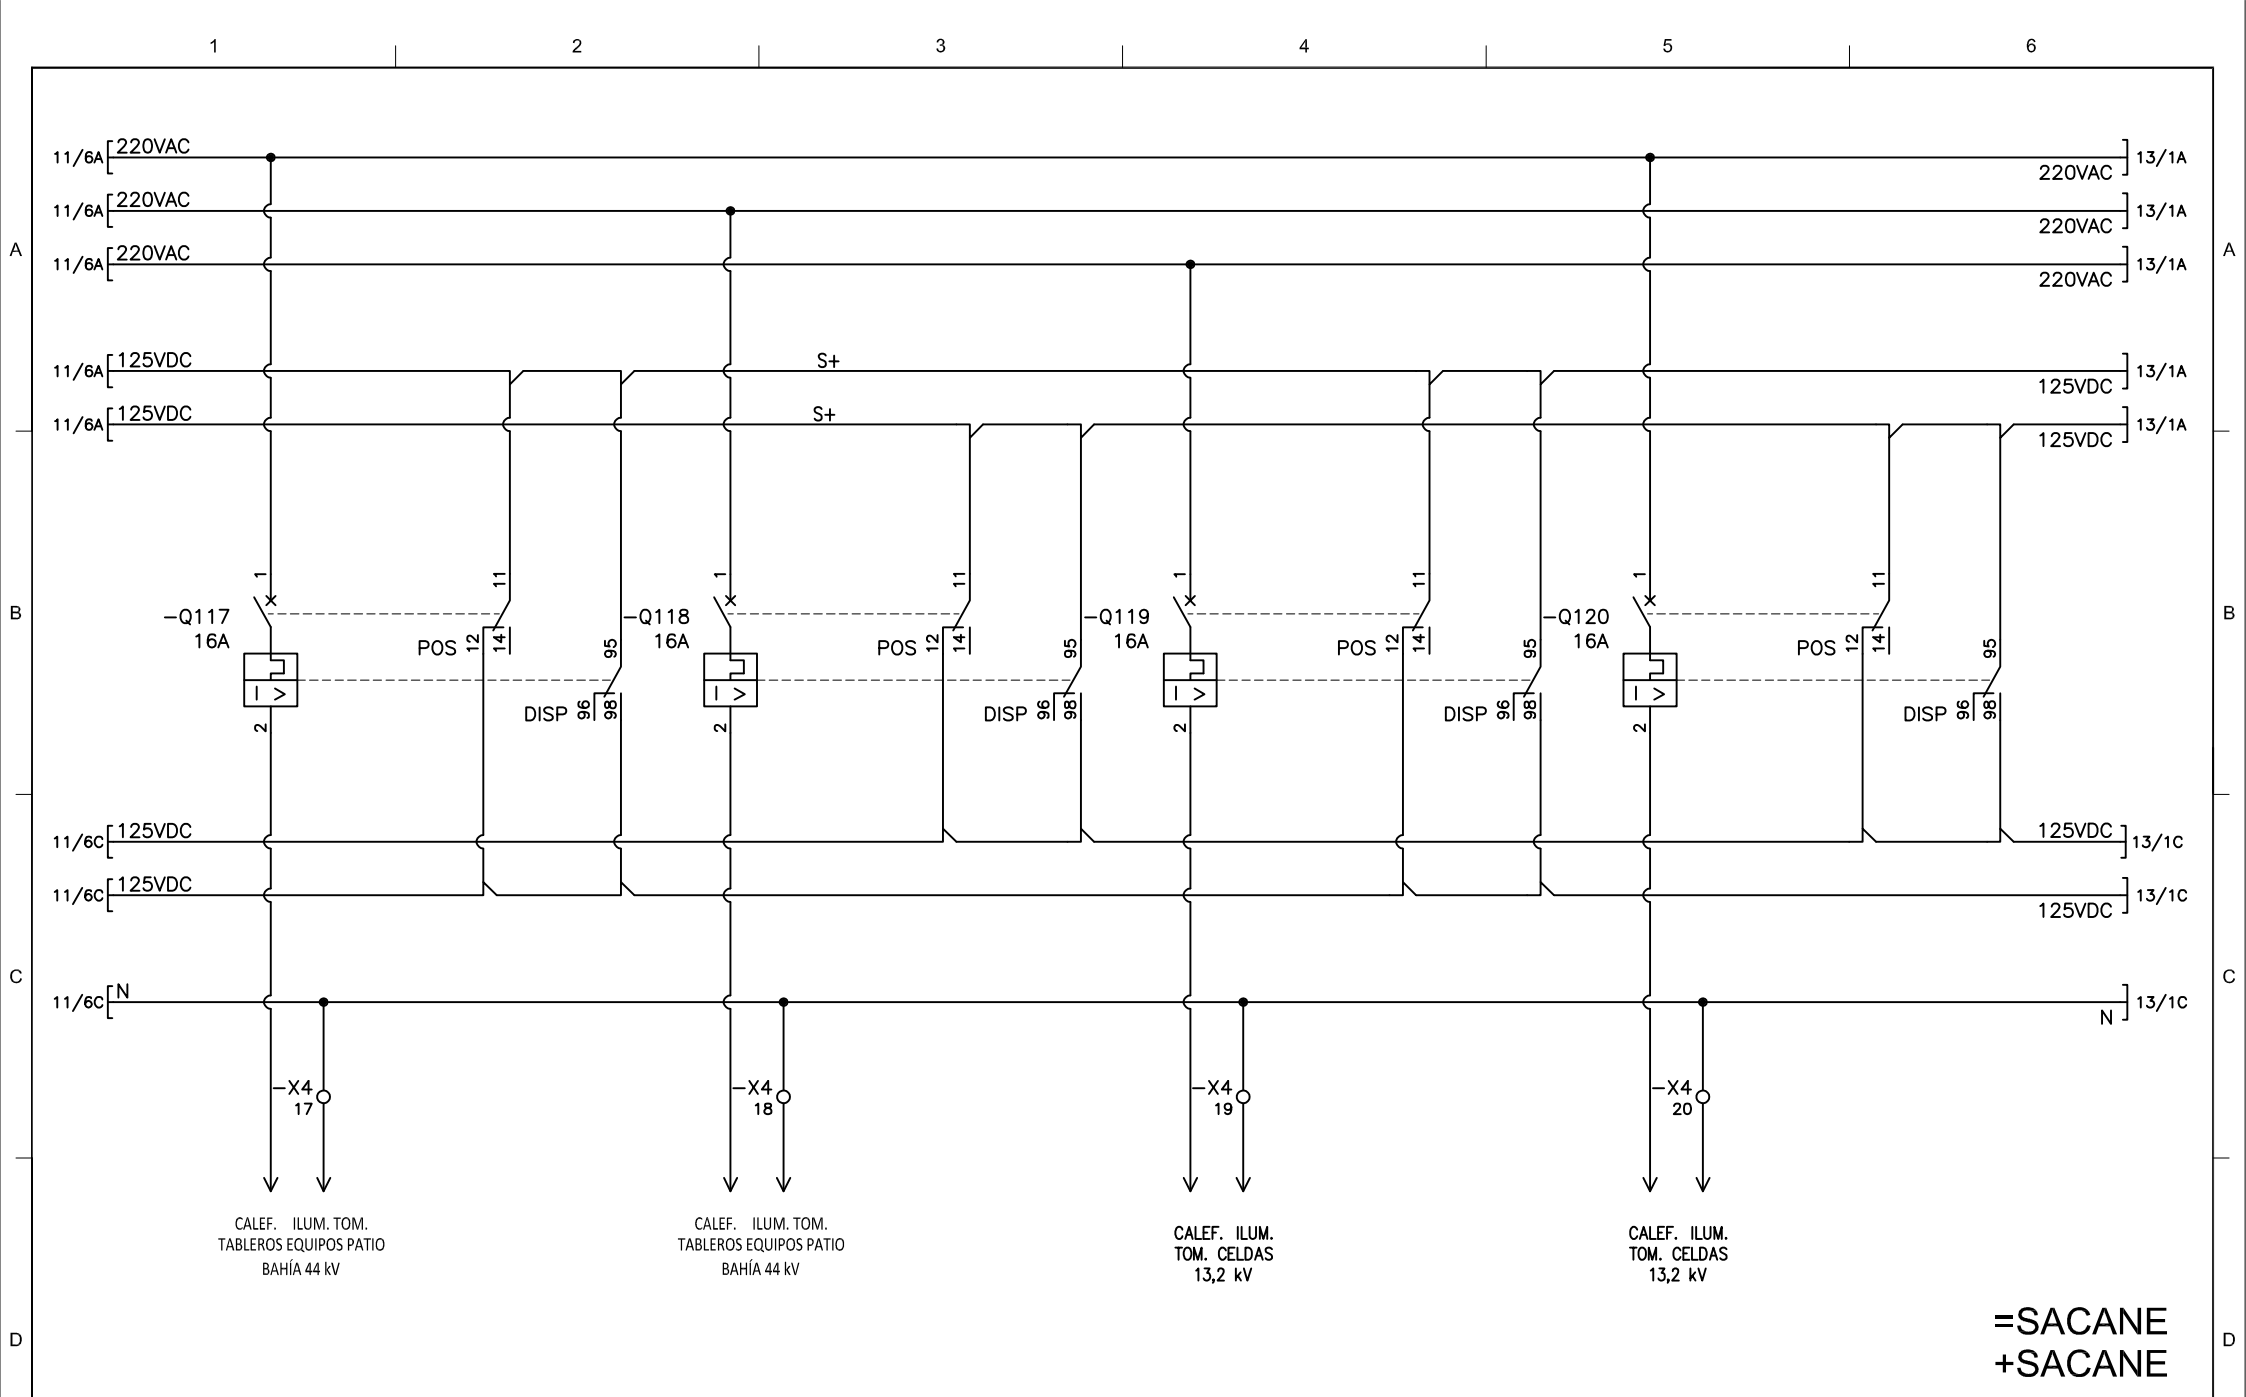 1 2 3 4 5 6
11/6A 220VAC 13/1A
220VAC
11/6A 220VAC 13/1A
220VAC
A A
11/6A 220VAC 13/1A
220VAC
11/6A 125VDC S+ 13/1A
125VDC
11/6A 125VDC S+ 13/1A
125VDC
1 11 1 11 1 11 1 11
B B
-Q117 -Q118 -Q119 -Q120
16A 16A 16A 16A
POS 12 14 95 POS 12 14 95 POS 12 14 95 POS 12 14 95
I > I > I > I >
DISP 96 98 DISP 96 98 DISP 96 98 DISP 96 98
2 2 2 2
11/6C 125VDC 125VDC 13/1C
11/6C 125VDC 13/1C
125VDC
C C
11/6C N 13/1C
N
-X4 -X4 -X4 -X4
17 18 19 20
CALEF. ILUM. TOM.
TABLEROS EQUIPOS PATIO
BAHÍA 44 kV
CALEF. ILUM. TOM.
TABLEROS EQUIPOS PATIO
BAHÍA 44 kV
CALEF. ILUM.
TOM. CELDAS
13,2 kV
CALEF. ILUM.
TOM. CELDAS
13,2 kV
=SACANE
D D
+SACANE